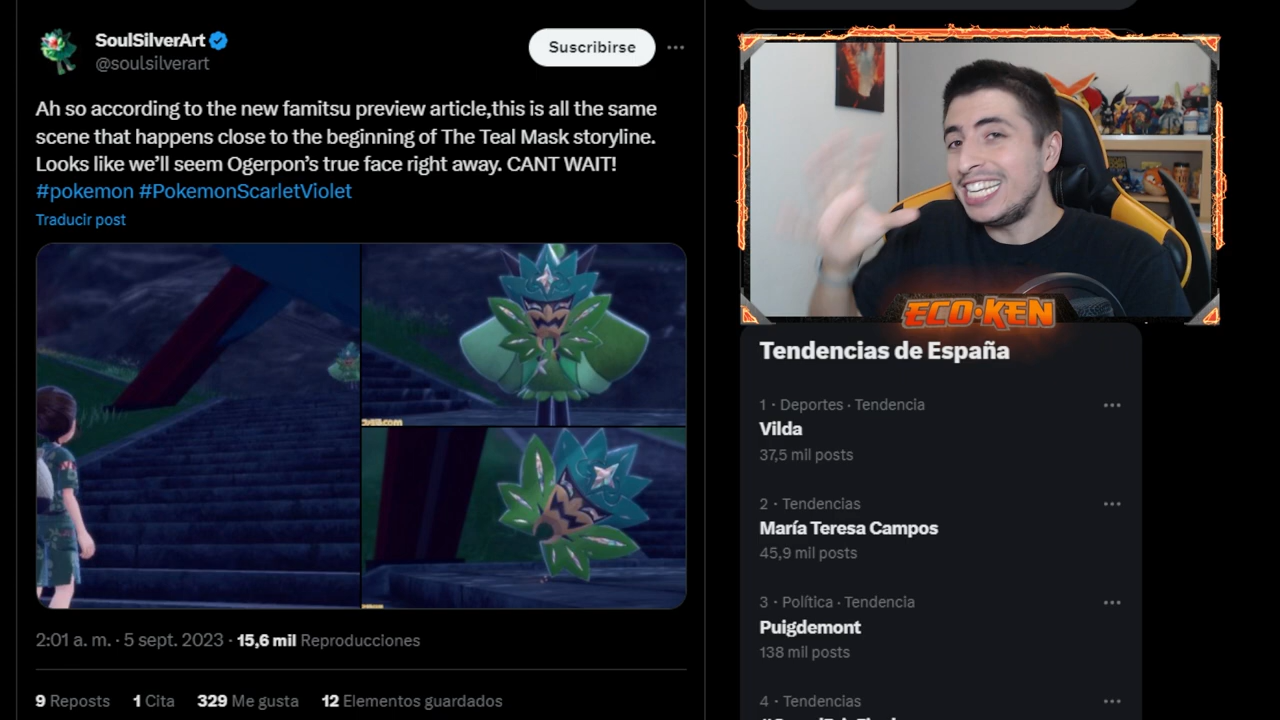 SoulSilverArt
@soulsilverart
Suscribirse
Ah so according to the new famitsu preview article,this is all the same
scene that happens close to the beginning of The Teal Mask storyline.
Looks like we’ll seem Ogerpon’s true face right away. CANT WAIT!
#pokemon #PokemonScarletViolet
Traducir post
2:01 a. m. · 5 sept. 2023 · 15,6 mil Reproducciones
9 Reposts 1 Cita 329 Me gusta 12 Elementos guardados
ECO·KEN
Tendencias de España
1 · Deportes · Tendencia
Vilda
37,5 mil posts
2 · Tendencias
María Teresa Campos
45,9 mil posts
3 · Política · Tendencia
Puigdemont
138 mil posts
4 · Tendencias